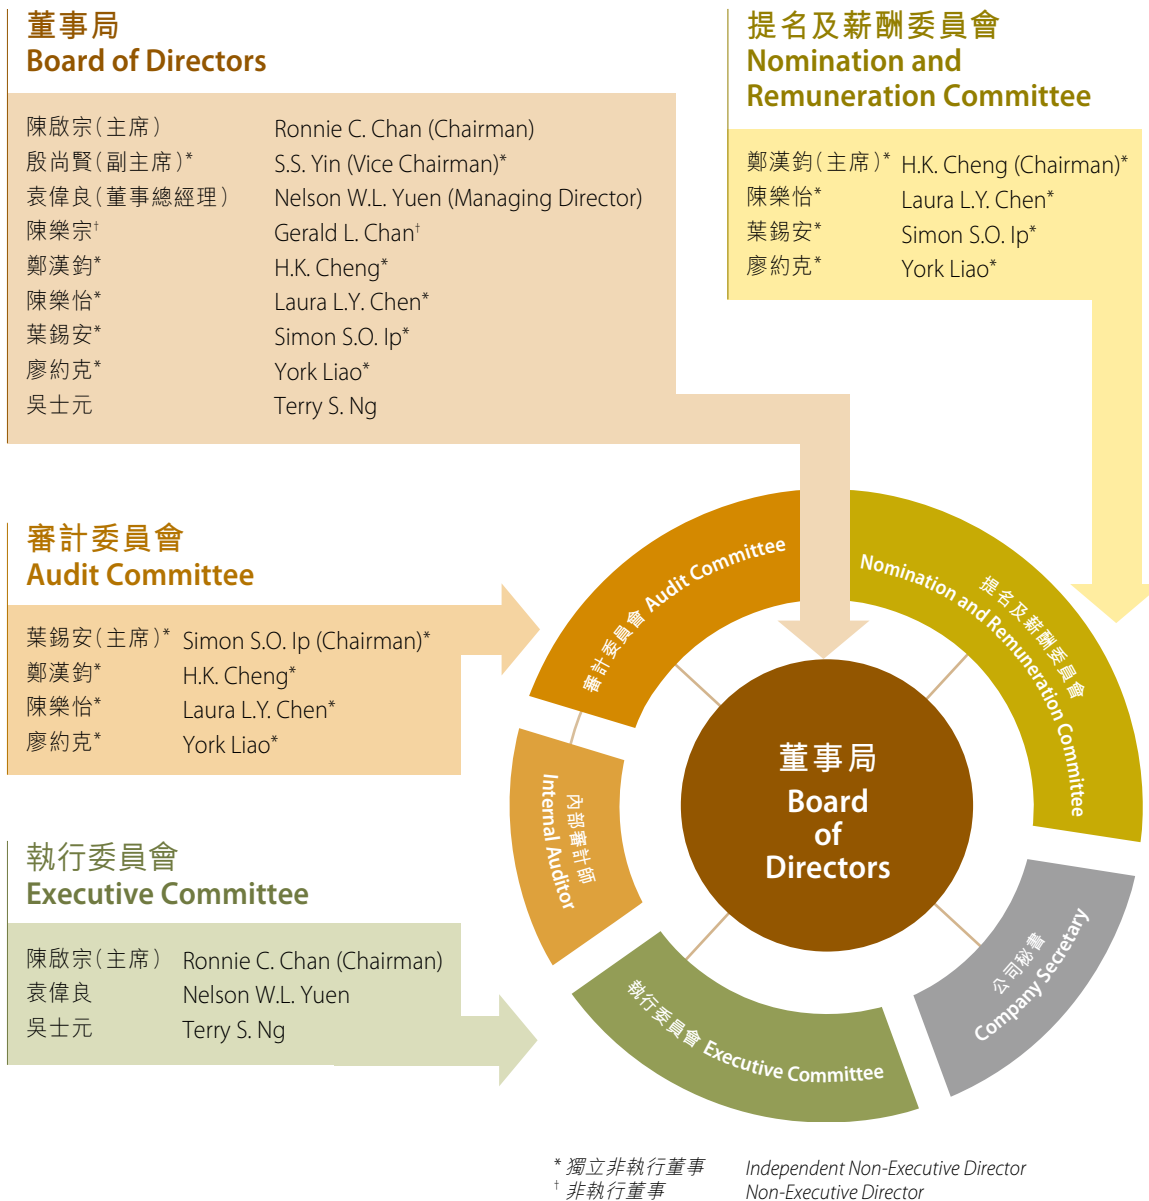 董事局
Board of Directors
陳啟宗(主席) Ronnie C. Chan (Chairman)
殷尚賢(副主席)* S.S. Yin (Vice Chairman)*
袁偉良(董事總經理) Nelson W.L. Yuen (Managing Director)
陳樂宗† Gerald L. Chan†
鄭漢鈞* H.K. Cheng*
陳樂怡* Laura L.Y. Chen*
葉錫安* Simon S.O. Ip*
廖約克* York Liao*
吳士元 Terry S. Ng
提名及薪酬委員會
Nomination and
Remuneration Committee
鄭漢鈞(主席)* H.K. Cheng (Chairman)*
陳樂怡* Laura L.Y. Chen*
葉錫安* Simon S.O. Ip*
廖約克* York Liao*
審計委員會
Audit Committee
葉錫安(主席)* Simon S.O. Ip (Chairman)*
鄭漢鈞* H.K. Cheng*
陳樂怡* Laura L.Y. Chen*
廖約克* York Liao*
執行委員會
Executive Committee
陳啟宗(主席) Ronnie C. Chan (Chairman)
袁偉良 Nelson W.L. Yuen
吳士元 Terry S. Ng
審計委員會 Audit Committee
提名及薪酬委員會
Nomination and Remuneration Committee
內部審計師
Internal Auditor
董事局
Board
of
Directors
公司秘書
Company Secretary
執行委員會 Executive Committee
* 獨立非執行董事 Independent Non-Executive Director
† 非執行董事 Non-Executive Director